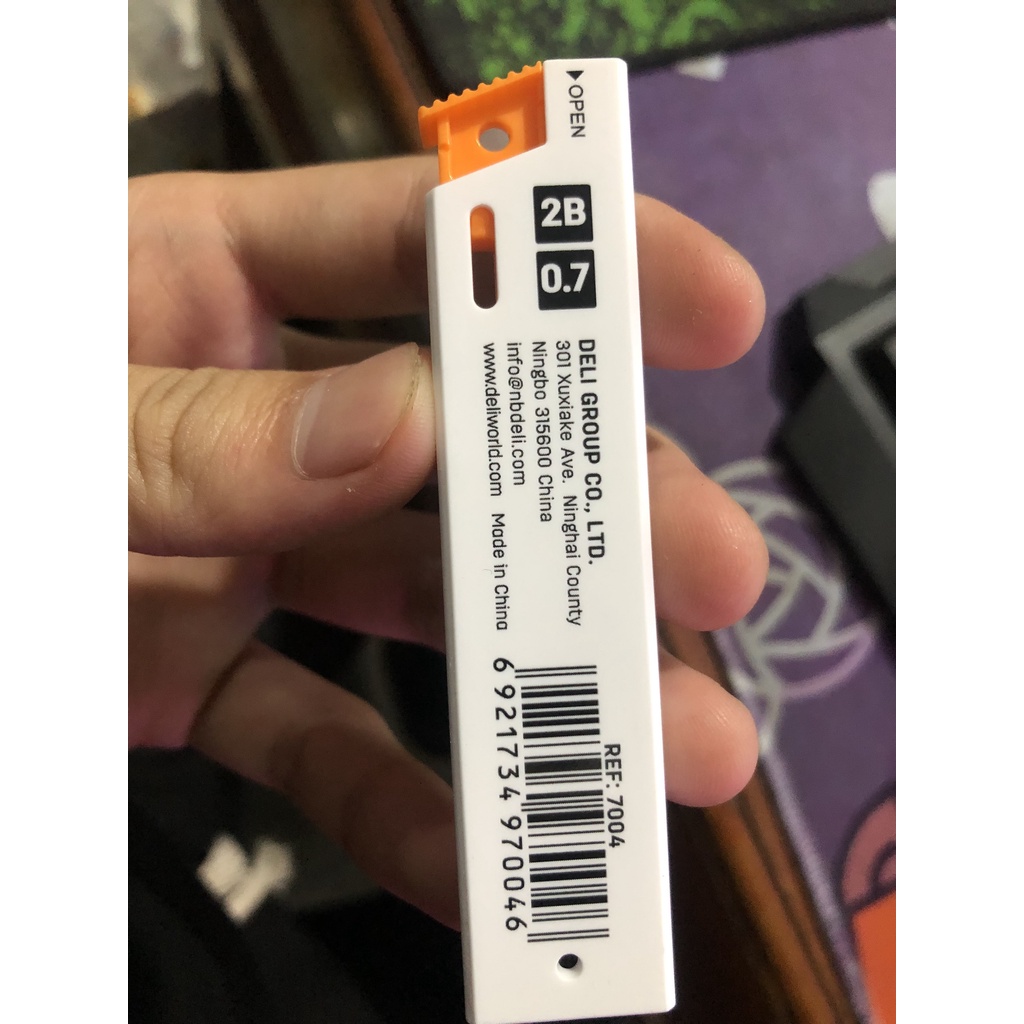 ▶OPEN
2B
0.7
DELI GROUP CO., LTD.
301 Xuxiake Ave. Ninghai County
Ningbo 315600 China
info@nbdeli.com
www.deliworld.com Made in China
REF: 7004
6 921734 970046